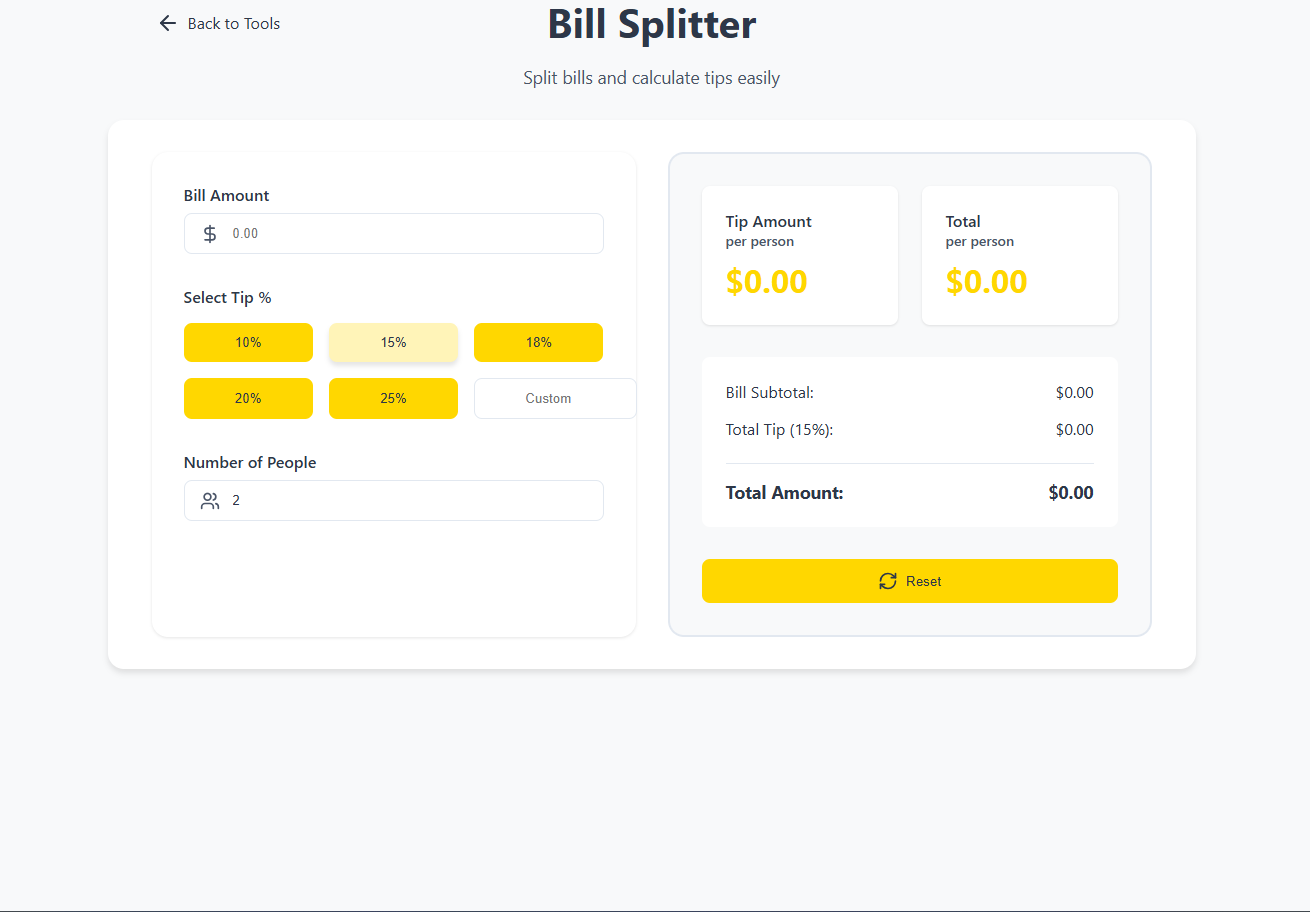 Back to Tools
Bill Splitter
Split bills and calculate tips easily
Bill Amount
$ 0.00
Select Tip %
10% 15% 18%
20% 25% Custom
Number of People
2
Tip Amount
per person
$0.00
Total
per person
$0.00
Bill Subtotal: $0.00
Total Tip (15%): $0.00
Total Amount: $0.00
Reset